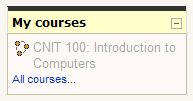 My courses
CNIT 100: Introduction to
Computers
All courses...